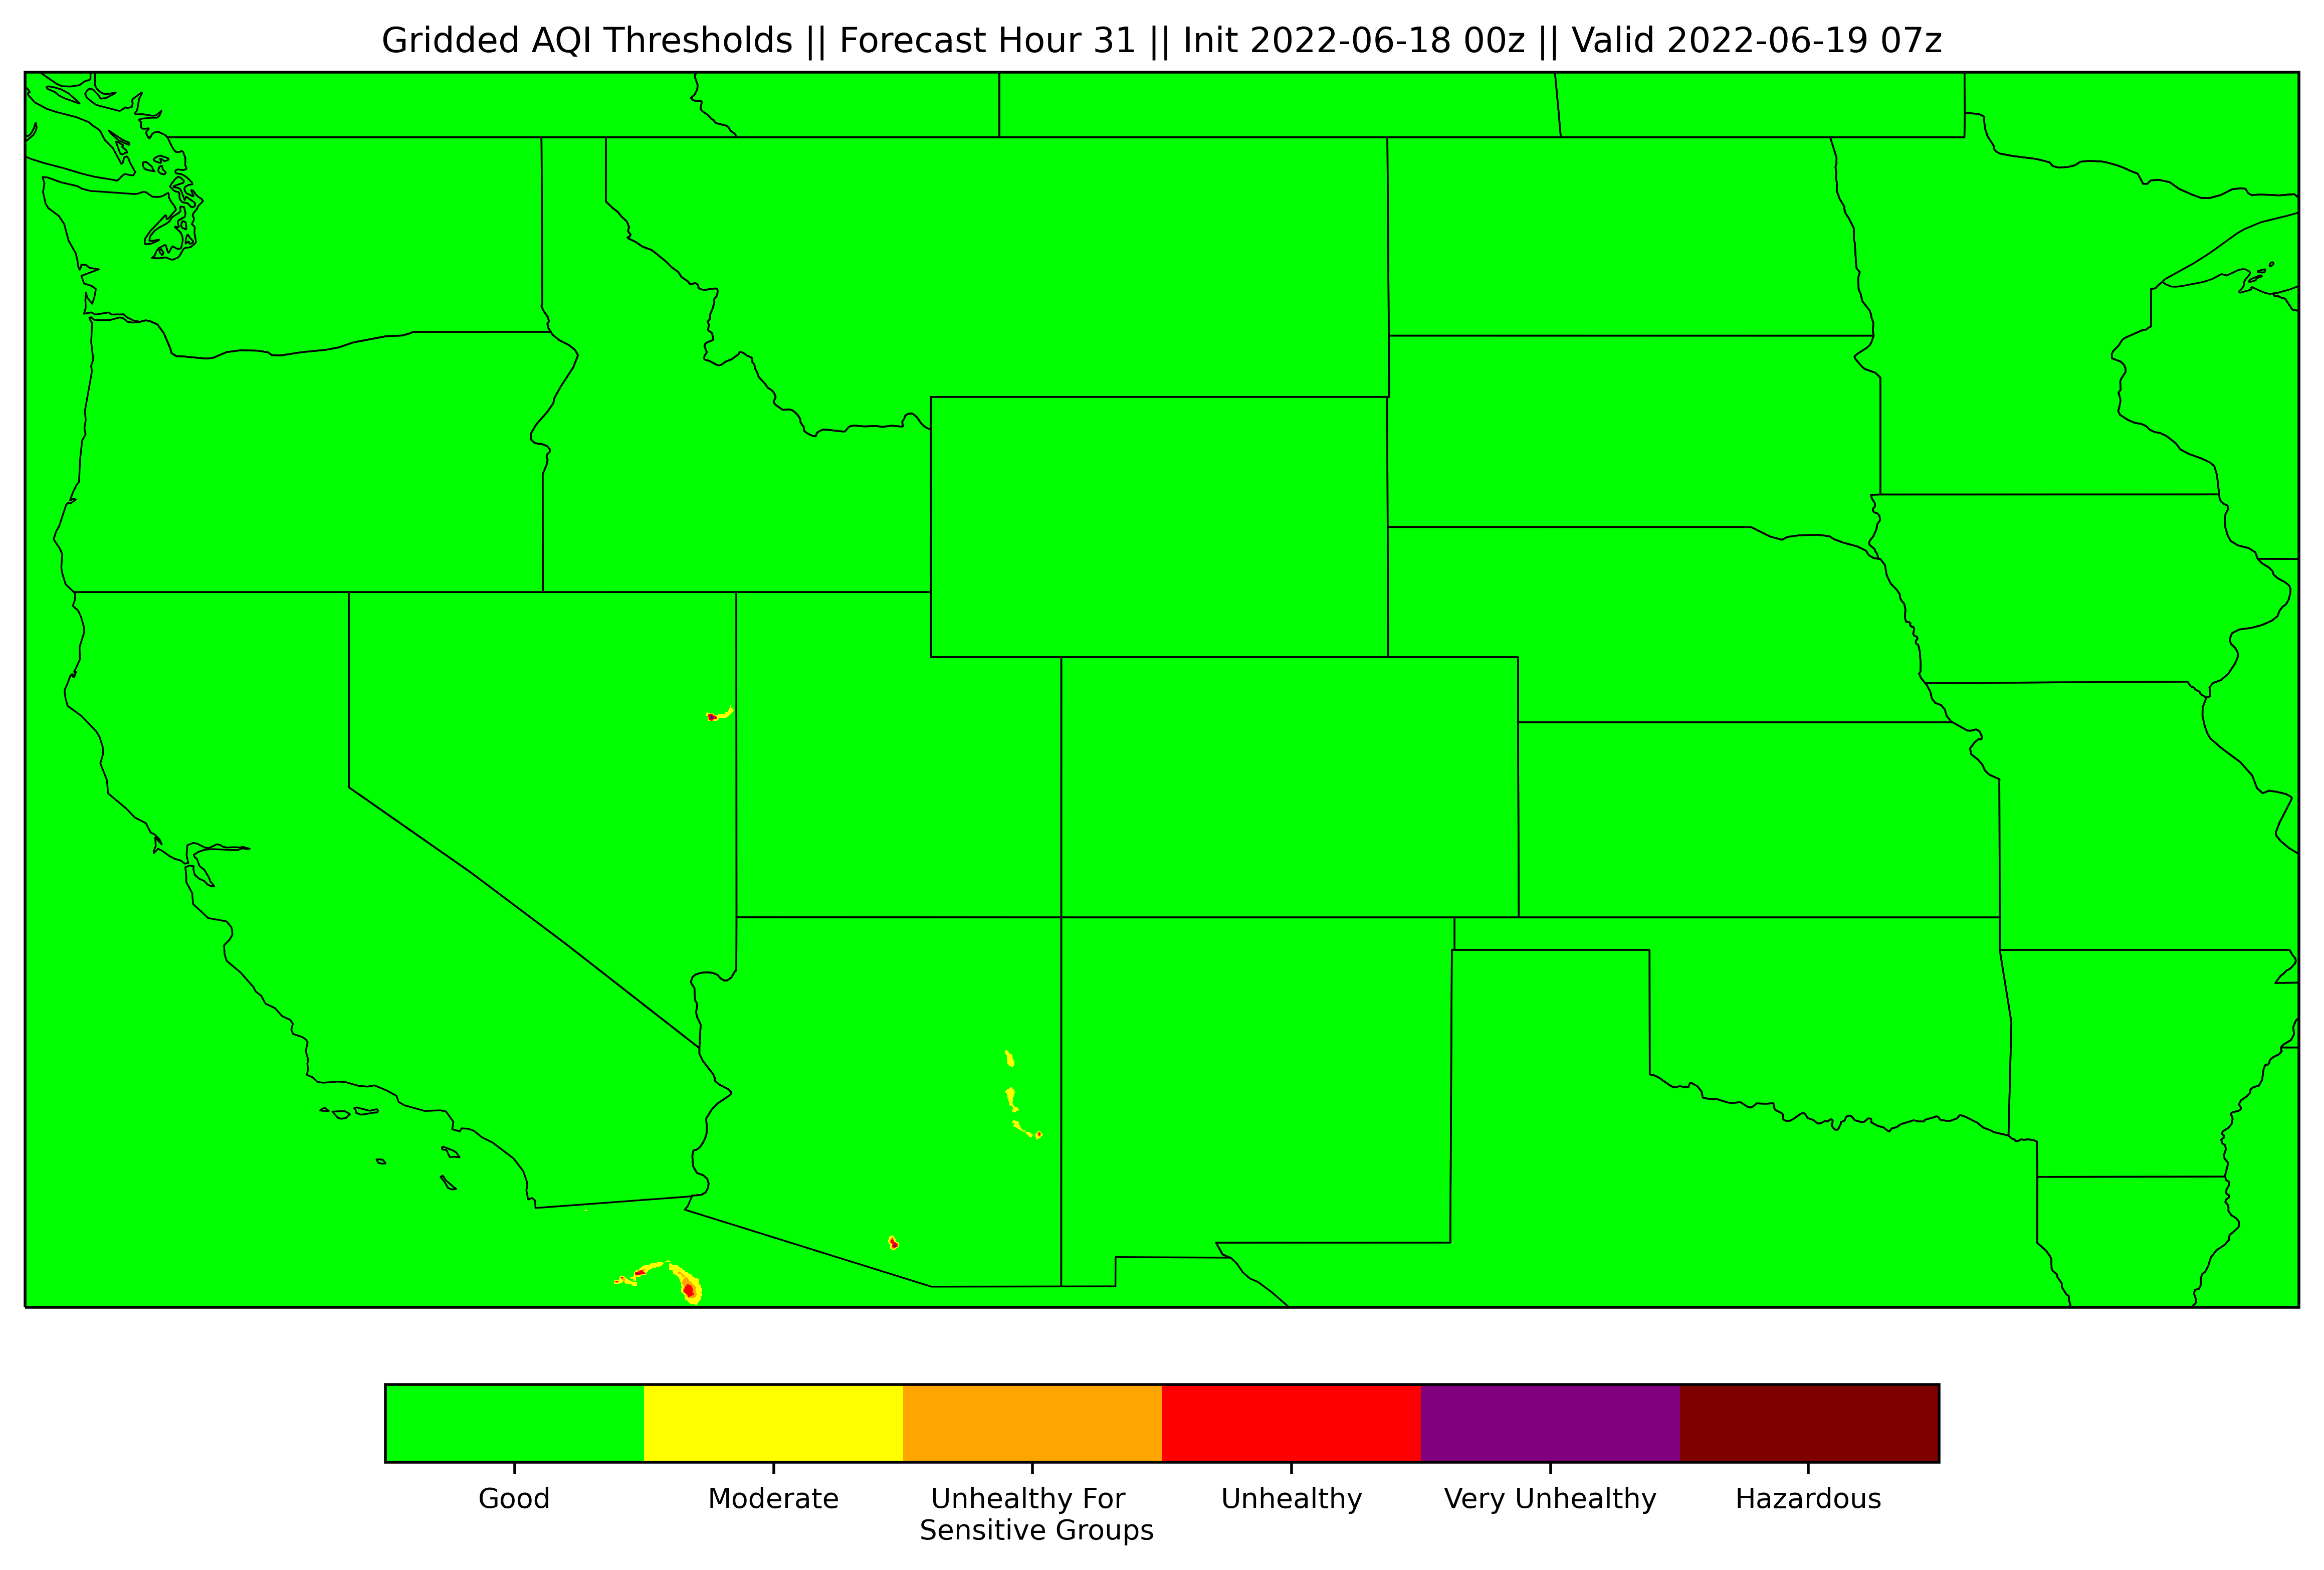 Gridded AQI Thresholds || Forecast Hour 31 || Init 2022-06-18 00z || Valid 2022-06-19 07z
Good
Moderate
Unhealthy For
Sensitive Groups
Unhealthy
Very Unhealthy
Hazardous